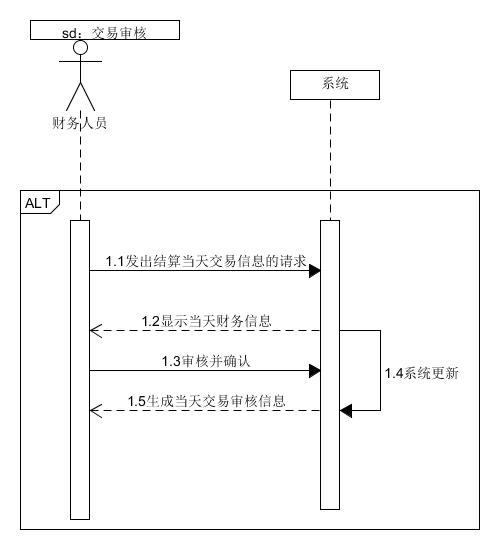 sd：交易审核
系统
财务人员
ALT
1.1发出结算当天交易信息的请求
1.2显示当天财务信息
1.3审核并确认
1.4系统更新
1.5生成当天交易审核信息